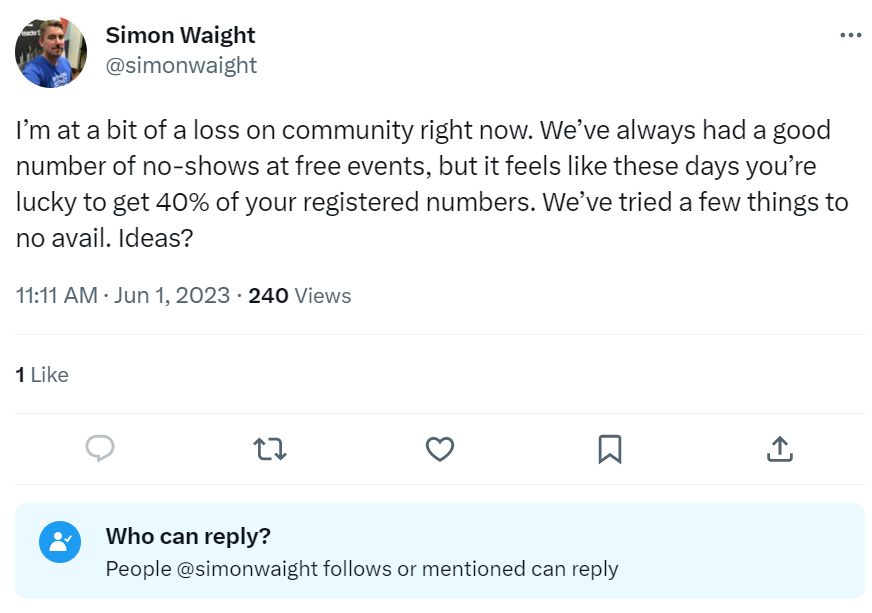 Simon Waight
@simonwaight
I’m at a bit of a loss on community right now. We’ve always had a good
number of no-shows at free events, but it feels like these days you’re
lucky to get 40% of your registered numbers. We’ve tried a few things to
no avail. Ideas?
11:11 AM · Jun 1, 2023 · 240 Views
1 Like
Who can reply?
People @simonwaight follows or mentioned can reply